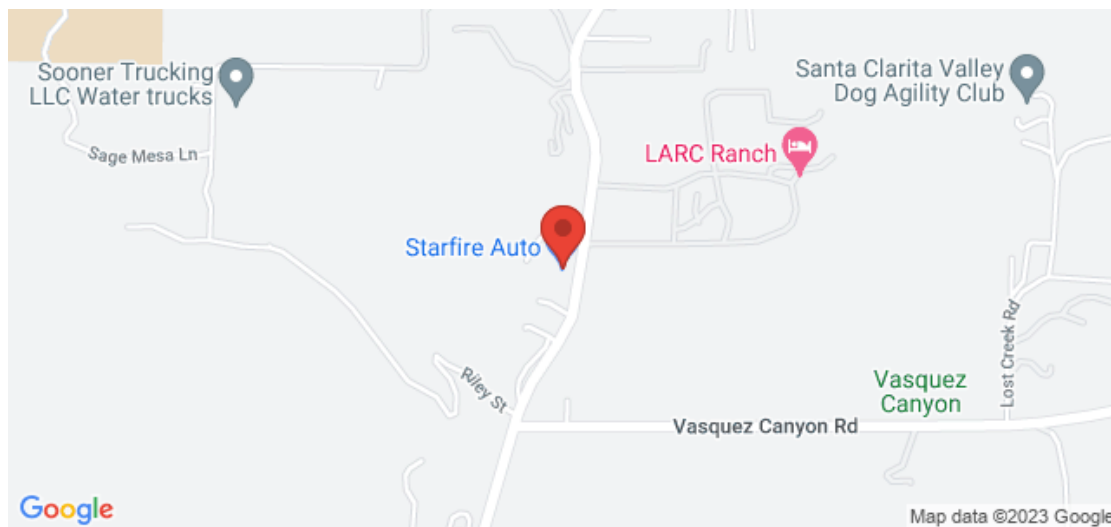 Sooner Trucking
LLC Water trucks
Santa Clarita Valley
Dog Agility Club
Sage Mesa Ln
LARC Ranch
Starfire Auto
Lost Creek Rd
Riley St
Vasquez
Canyon
Vasquez Canyon Rd
Google
Map data ©2023 Google